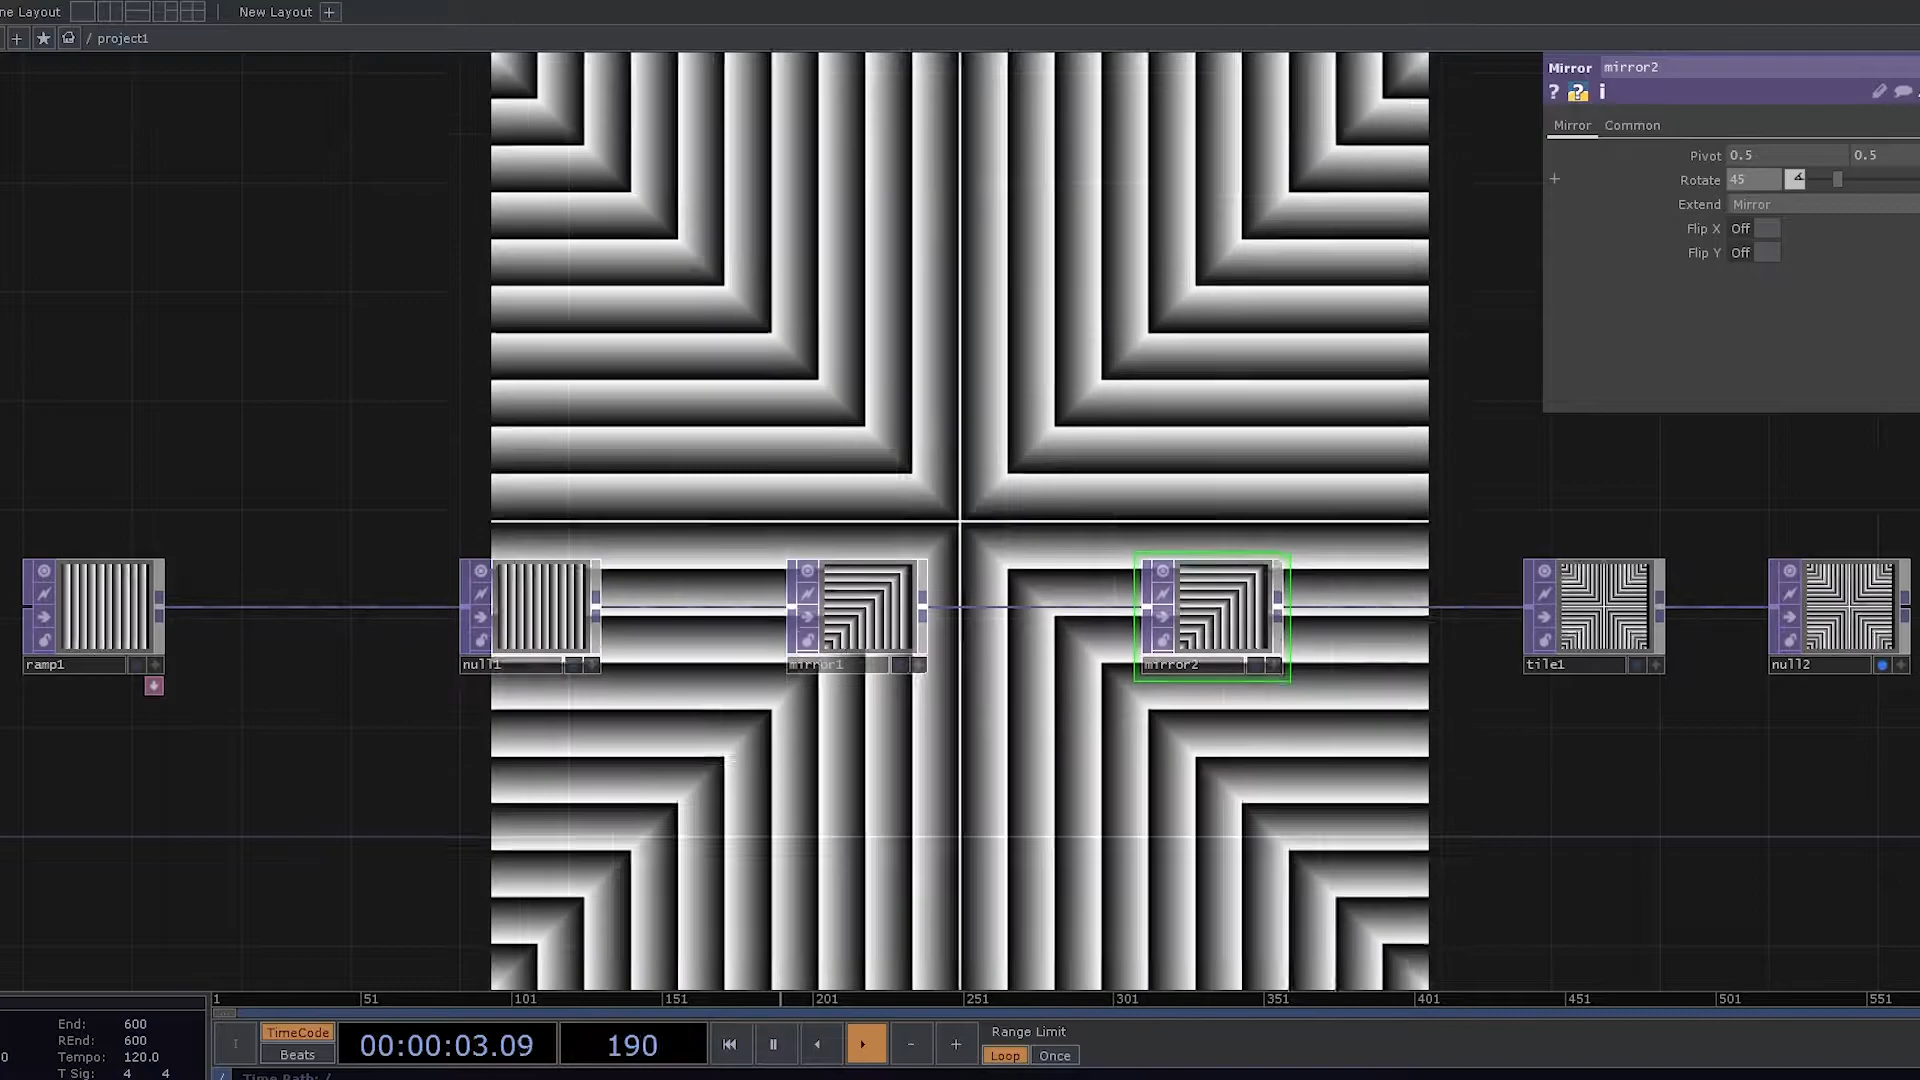 ne Layout New Layout +
+ / project1
Mirror mirror2
? ? i
Mirror Common
Pivot 0.5 0.5
+ Rotate 45
Extend Mirror
Flip X Off
Flip Y Off
ramp1 null1 mirror1 mirror2 tile1 null2
1 51 101 151 201 251 301 351 401 451 501 551
End: 600
REnd: 600
0 Tempo: 120.0
T Sig: 4 4
I TimeCode
Beats
00:00:03.09 190 - +
Range Limit
Loop Once
/ Time Path: /